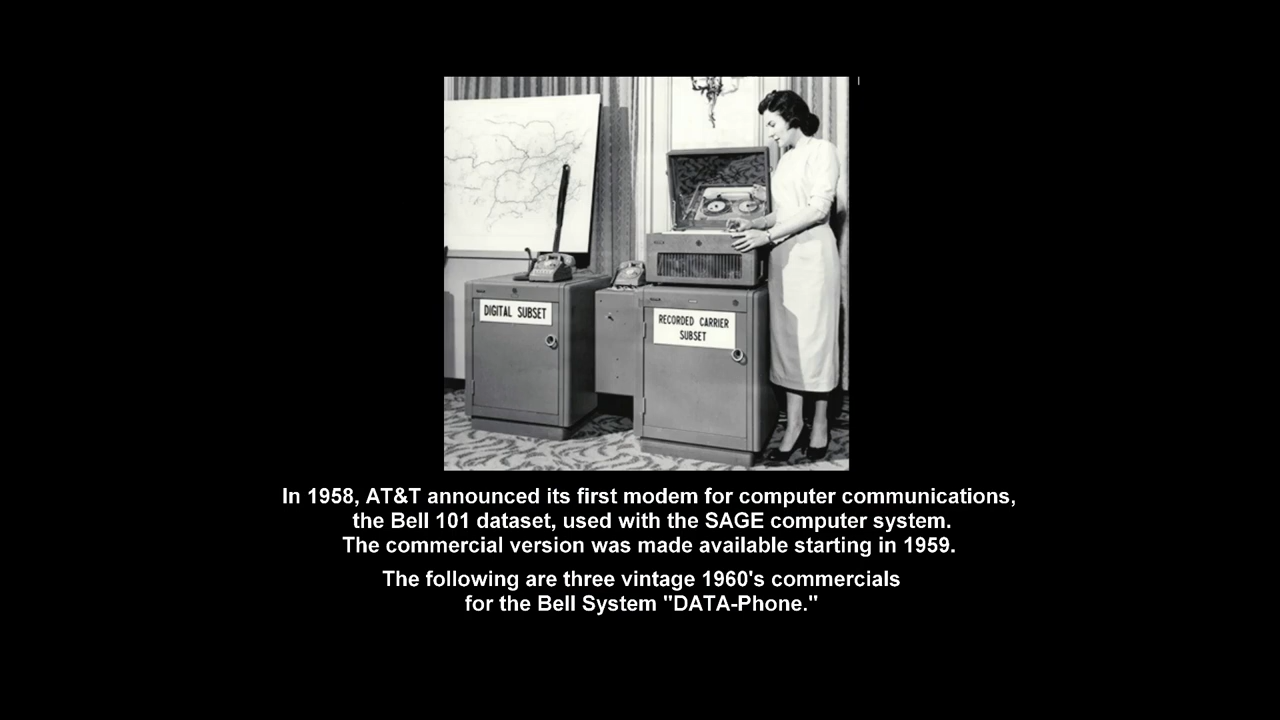 DIGITAL SUBSET
RECORDED CARRIER
SUBSET
In 1958, AT&T announced its first modem for computer communications,
the Bell 101 dataset, used with the SAGE computer system.
The commercial version was made available starting in 1959.
The following are three vintage 1960's commercials
for the Bell System "DATA-Phone."